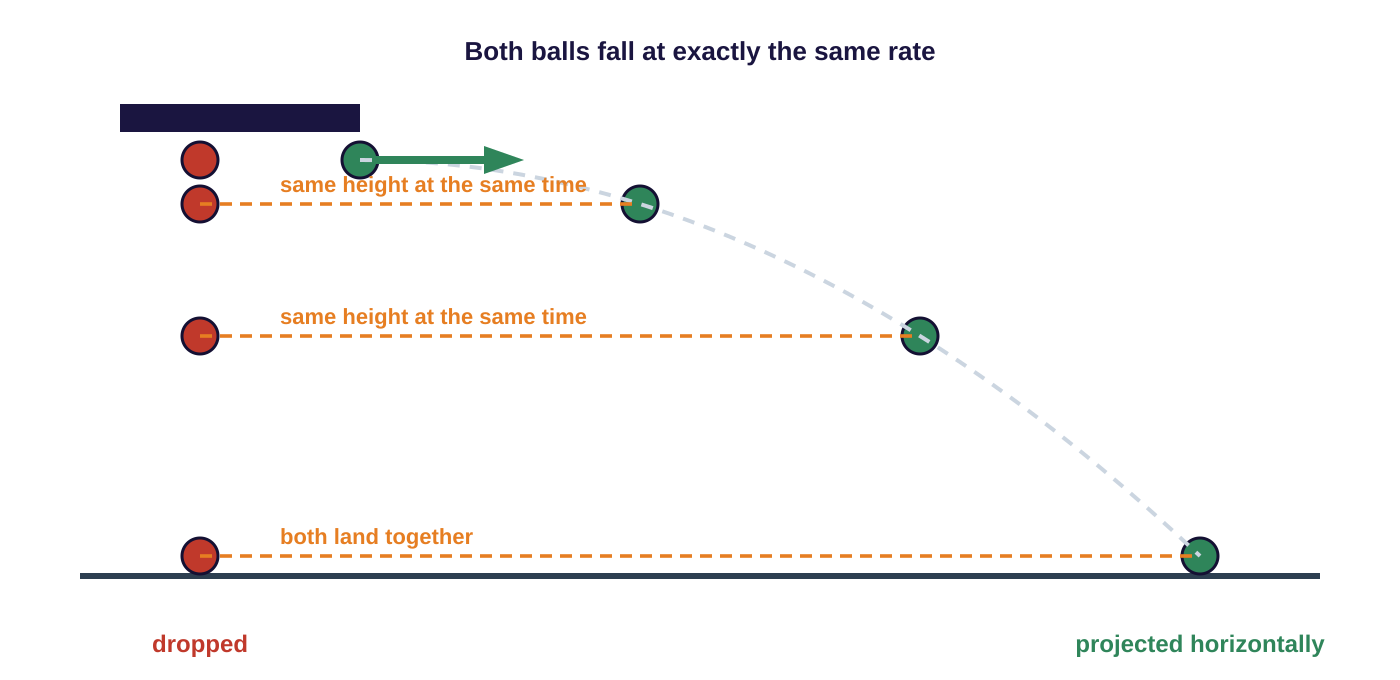 Both balls fall at exactly the same rate
same height at the same time
same height at the same time
both land together
dropped
projected horizontally